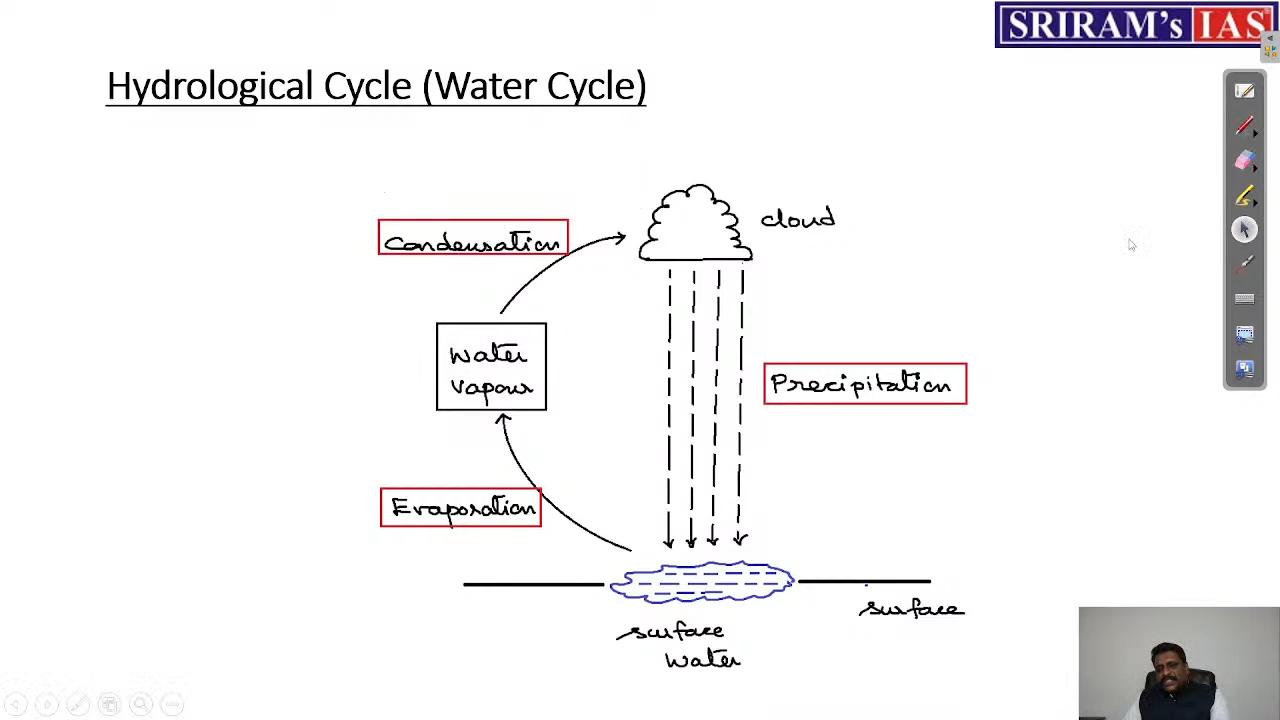 SRIRAM's IAS
Hydrological Cycle (Water Cycle)
cloud
Condensation
Water
vapour
Precipitation
Evaporation
surface
surface
Water